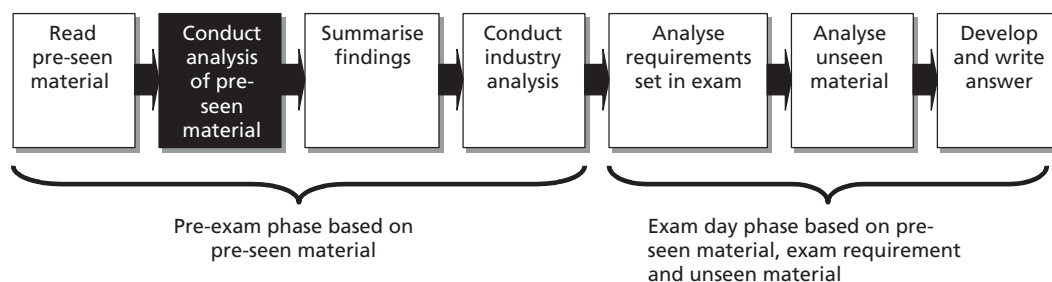 Read
pre-seen
material
Conduct
analysis
of pre-
seen
material
Summarise
findings
Conduct
industry
analysis
Analyse
requirements
set in exam
Analyse
unseen
material
Develop
and write
answer
Pre-exam phase based on
pre-seen material
Exam day phase based on pre-
seen material, exam requirement
and unseen material